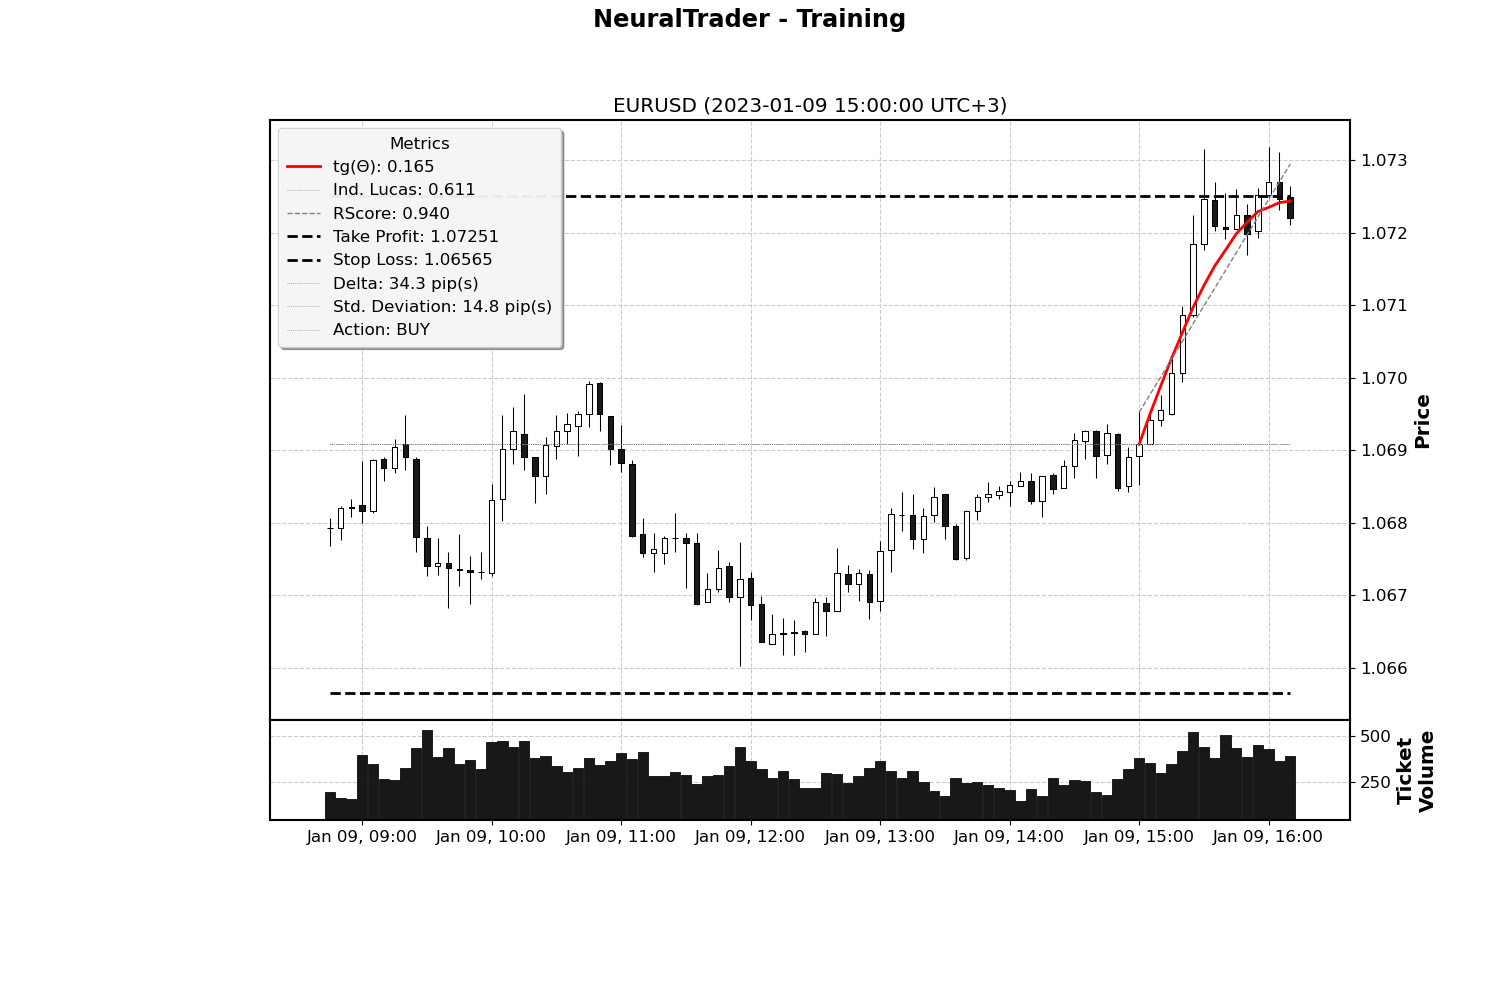 NeuralTrader - Training
EURUSD (2023-01-09 15:00:00 UTC+3)
Metrics
tg(Θ): 0.165
Ind. Lucas: 0.611
RScore: 0.940
Take Profit: 1.07251
Stop Loss: 1.06565
Delta: 34.3 pip(s)
Std. Deviation: 14.8 pip(s)
Action: BUY
1.073
1.072
1.071
1.070
1.069
1.068
1.067
1.066
Price
500
250
Ticket
Volume
Jan 09, 09:00
Jan 09, 10:00
Jan 09, 11:00
Jan 09, 12:00
Jan 09, 13:00
Jan 09, 14:00
Jan 09, 15:00
Jan 09, 16:00